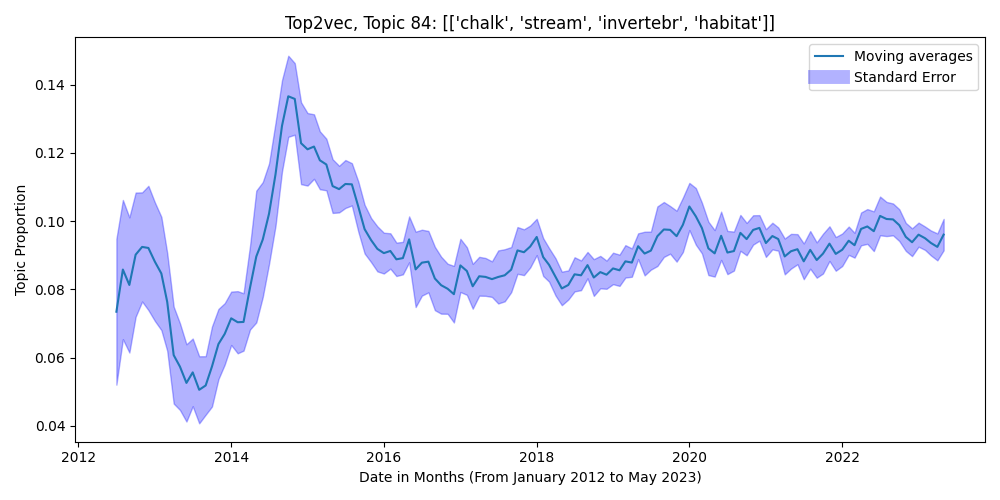 Top2vec, Topic 84: [['chalk', 'stream', 'invertebr', 'habitat']]
Moving averages
Standard Error
Topic Proportion
0.14
0.12
0.10
0.08
0.06
0.04
2012 2014 2016 2018 2020 2022
Date in Months (From January 2012 to May 2023)